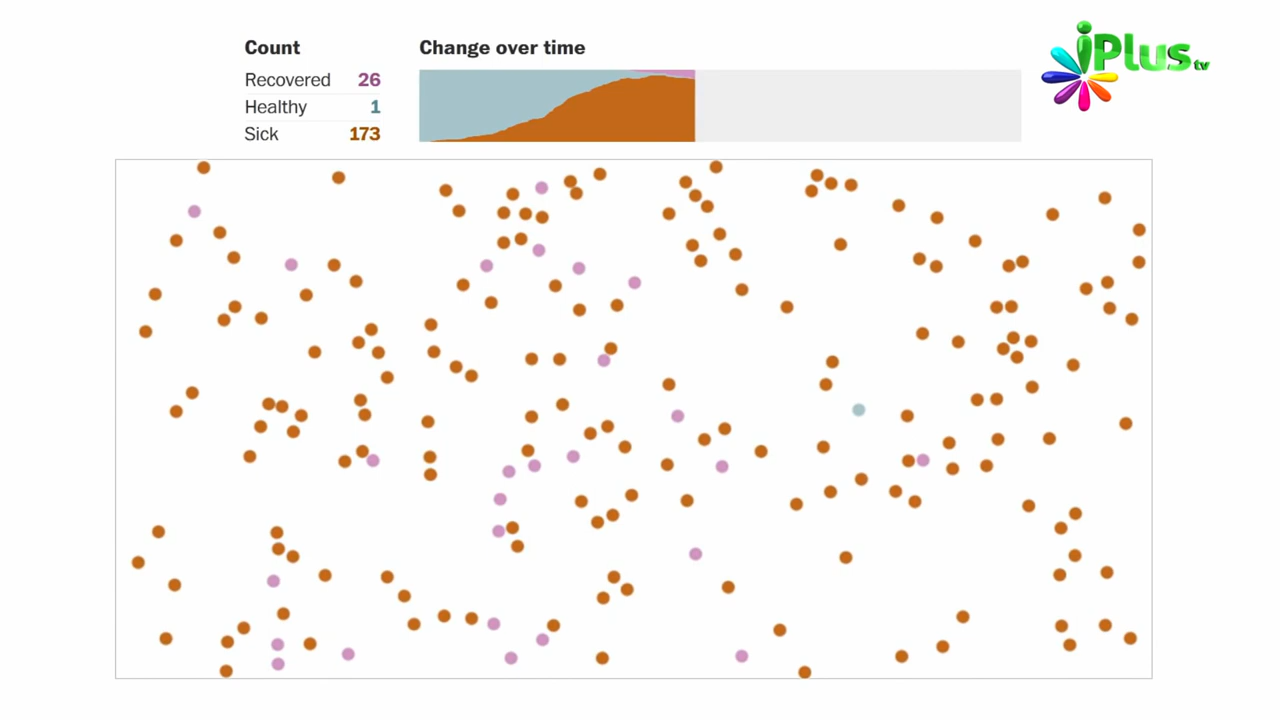 Count
Change over time
Recovered 26
Healthy 1
Sick 173
iPlus tv